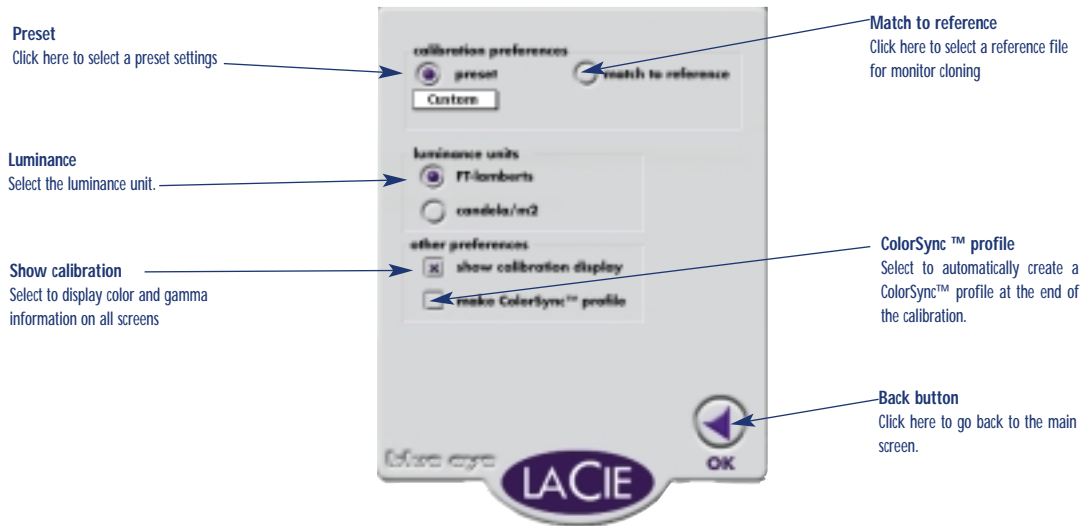 Preset
Click here to select a preset settings
Luminance
Select the luminance unit.
Show calibration
Select to display color and gamma
information on all screens
calibration preferences
preset
match to reference
Custom
luminance units
FT-lamberts
candela/m2
other preferences
show calibration display
make ColorSync™ profile
OK
blue eye
LACIE
Match to reference
Click here to select a reference file
for monitor cloning
ColorSync ™ profile
Select to automatically create a
ColorSync™ profile at the end of
the calibration.
Back button
Click here to go back to the main
screen.